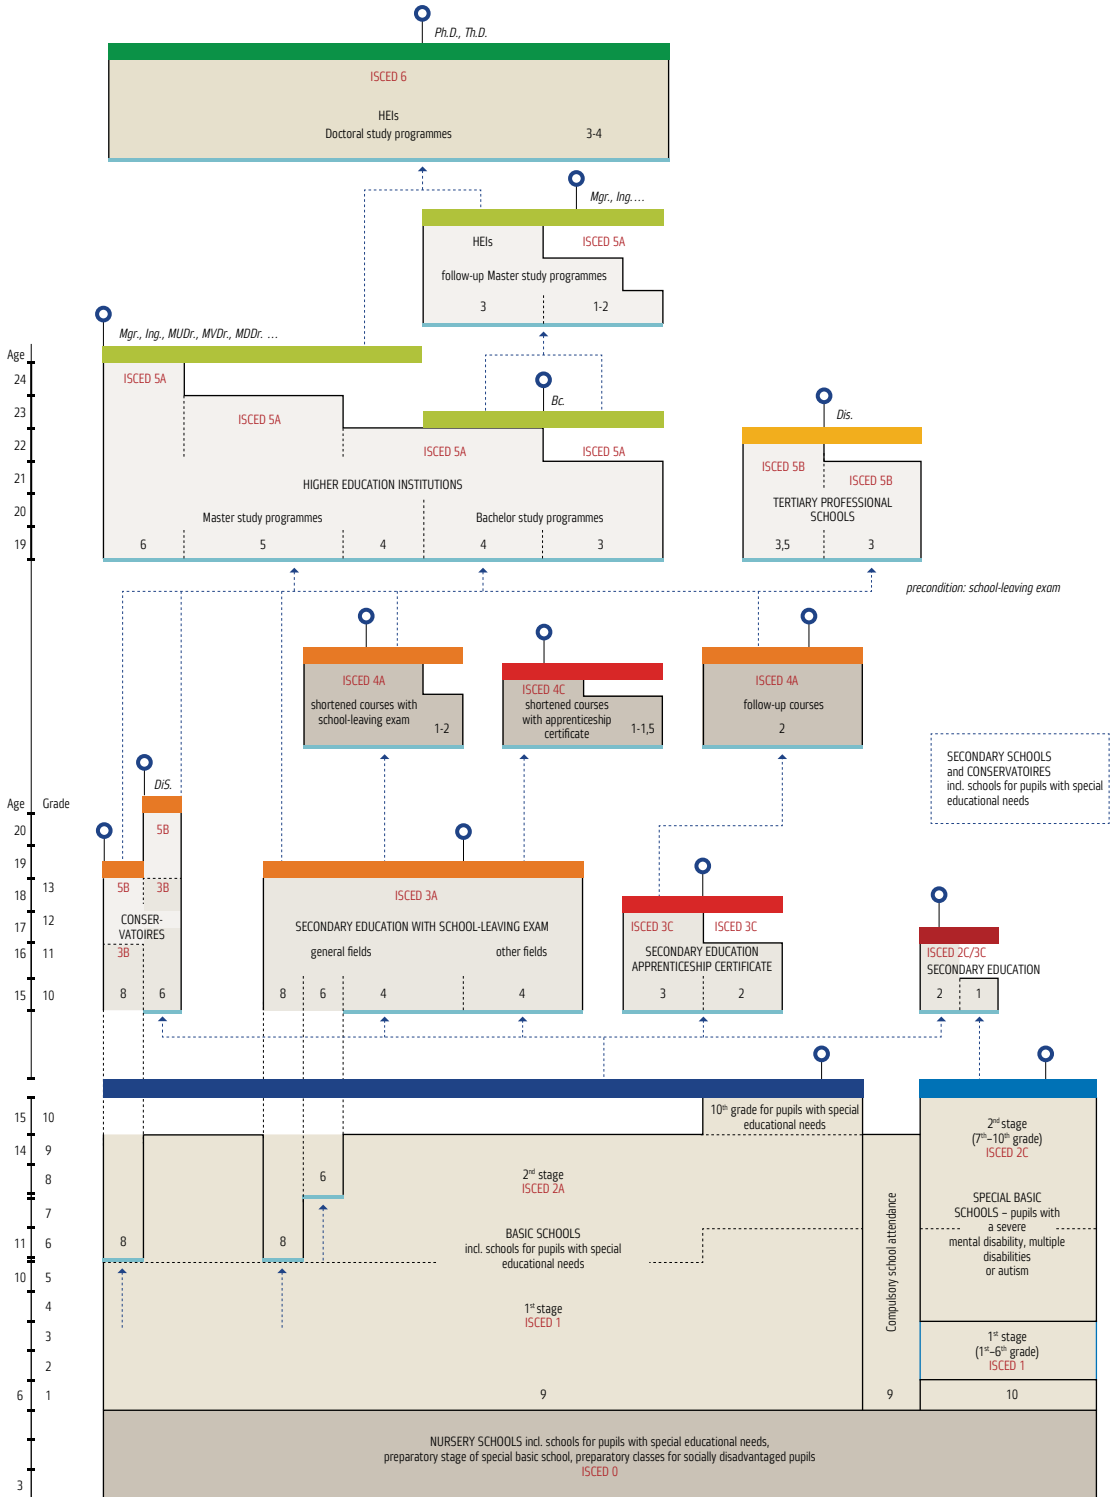 Ph.D., Th.D.
ISCED 6
HEIs
Doctoral study programmes
3-4
Mgr., Ing. ...
HEIs
ISCED 5A
follow-up Master study programmes
3
1-2
Mgr., Ing., MUDr., MVDr., MDDr. ...
Age
24
23
22
21
20
19
ISCED 5A
ISCED 5A
Bc.
ISCED 5A
ISCED 5A
HIGHER EDUCATION INSTITUTIONS
Master study programmes
Bachelor study programmes
6
5
4
4
3
Dis.
ISCED 5B
ISCED 5B
TERTIARY PROFESSIONAL
SCHOOLS
3,5
3
precondition: school-leaving exam
ISCED 4A
shortened courses with
school-leaving exam
1-2
ISCED 4C
shortened courses
with apprenticeship
certificate
1-1,5
ISCED 4A
follow-up courses
2
SECONDARY SCHOOLS
and CONSERVATOIRES
incl. schools for pupils with special
educational needs
Age
Grade
20
19
18
13
17
12
16
11
15
10
DiS.
5B
5B
3B
CONSER-
VATOIRES
3B
8
6
ISCED 3A
SECONDARY EDUCATION WITH SCHOOL-LEAVING EXAM
general fields
other fields
8
6
4
4
ISCED 3C
ISCED 3C
SECONDARY EDUCATION
APPRENTICESHIP CERTIFICATE
3
2
ISCED 2C/3C
SECONDARY EDUCATION
2
1
15
10
14
9
8
7
11
6
10
5
4
3
2
6
1
3
10th grade for pupils with special
educational needs
6
8
8
2nd stage
ISCED 2A
BASIC SCHOOLS
incl. schools for pupils with special
educational needs
1st stage
ISCED 1
9
Compulsory school attendance
9
2nd stage
(7th–10th grade)
ISCED 2C
SPECIAL BASIC
SCHOOLS – pupils with
a severe
mental disability, multiple
disabilities
or autism
1st stage
(1st–6th grade)
ISCED 1
10
NURSERY SCHOOLS incl. schools for pupils with special educational needs,
preparatory stage of special basic school, preparatory classes for socially disadvantaged pupils
ISCED 0